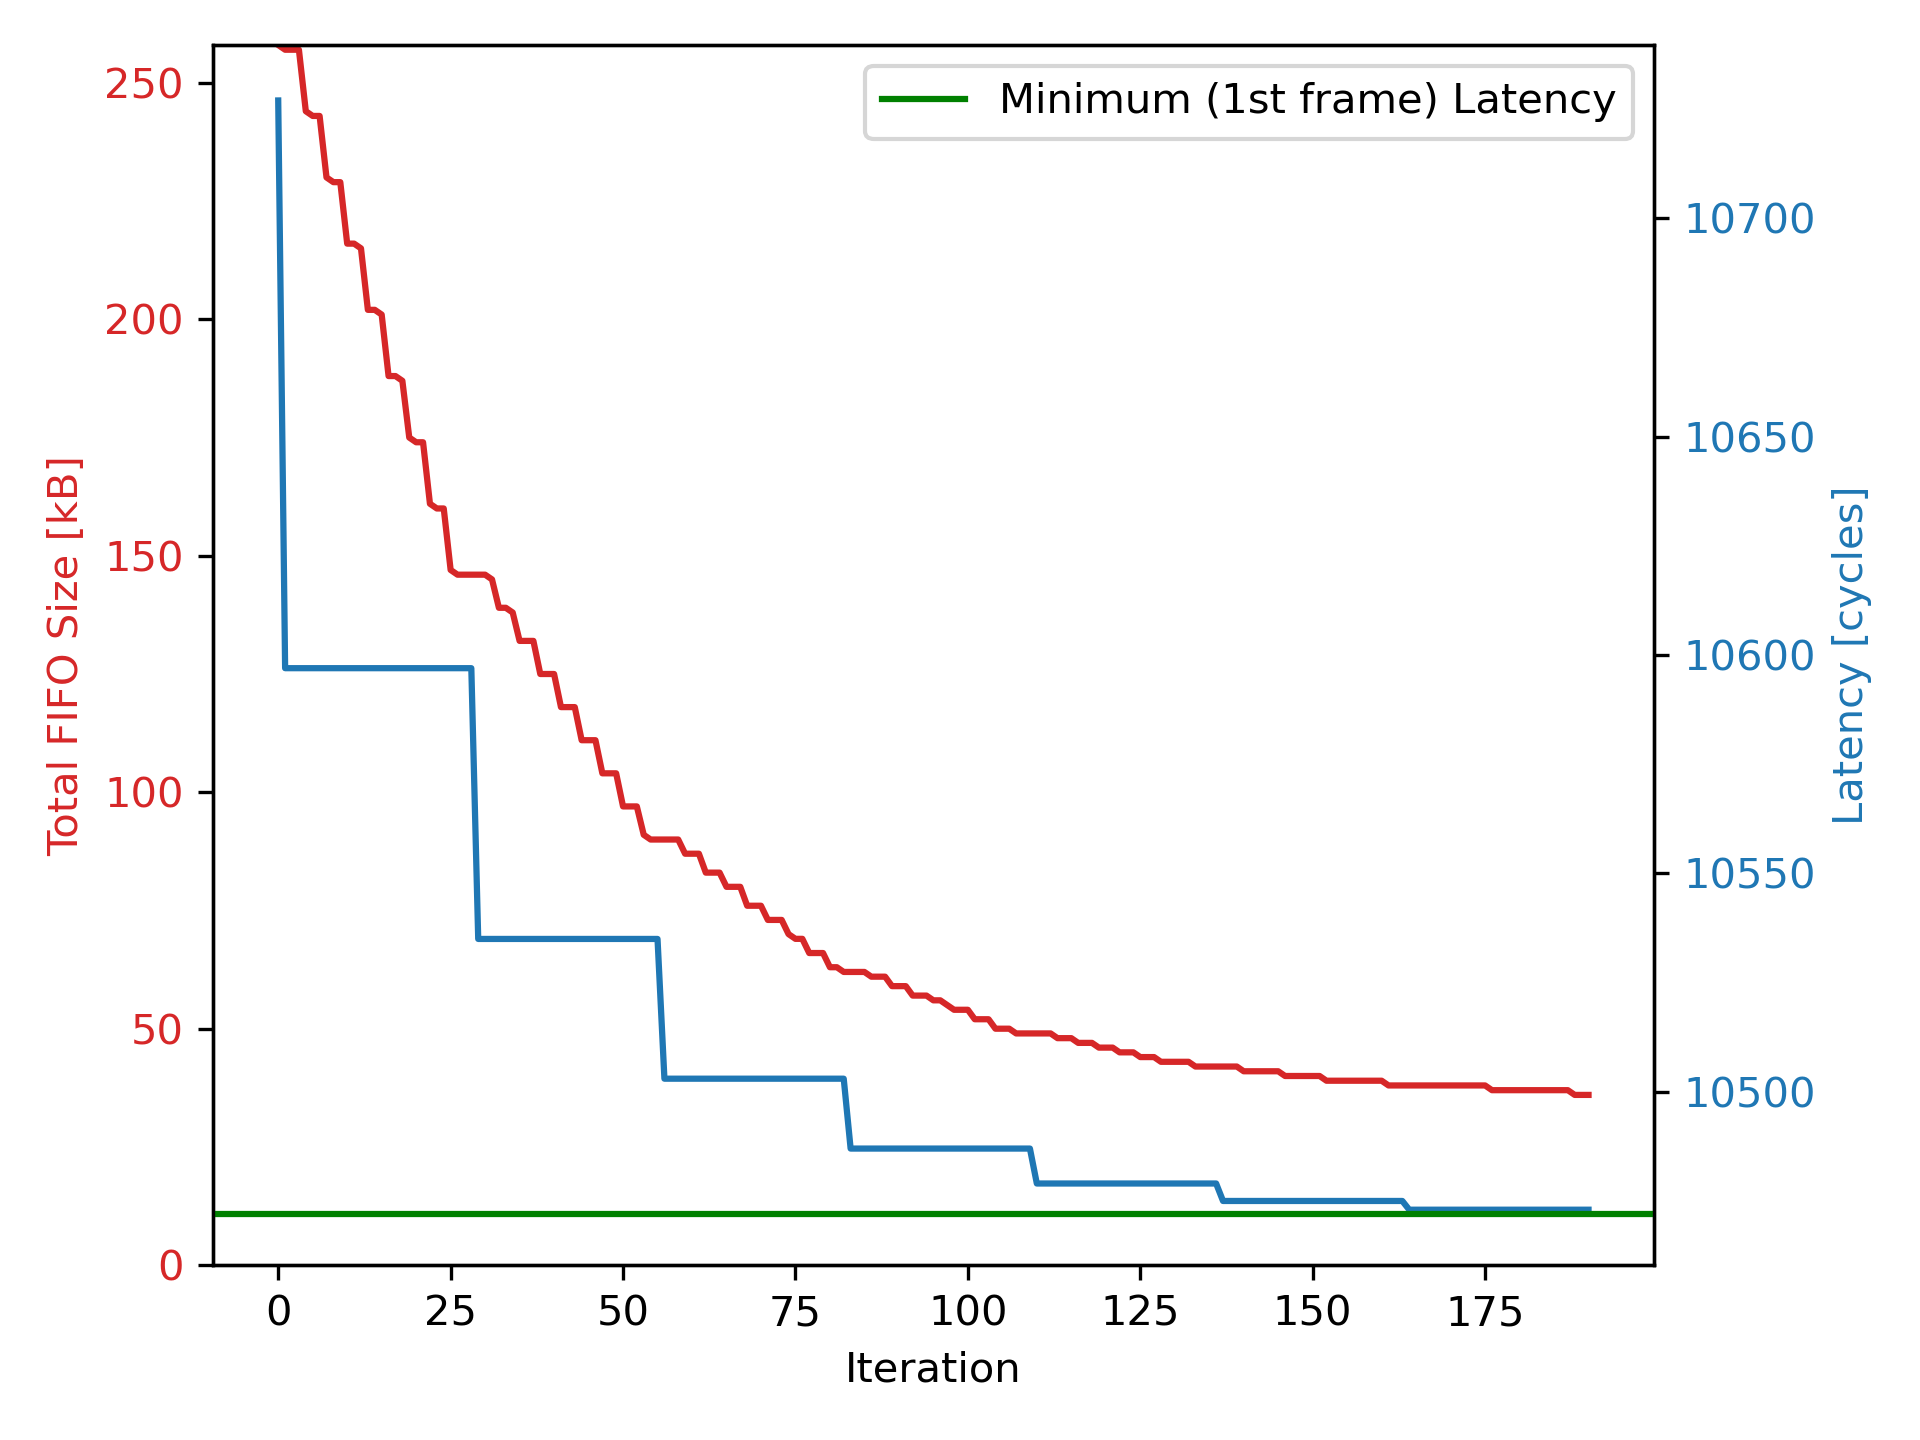 Minimum (1st frame) Latency
250
200
150
100
50
0
Total FIFO Size [kB]
10700
10650
10600
10550
10500
Latency [cycles]
0 25 50 75 100 125 150 175
Iteration